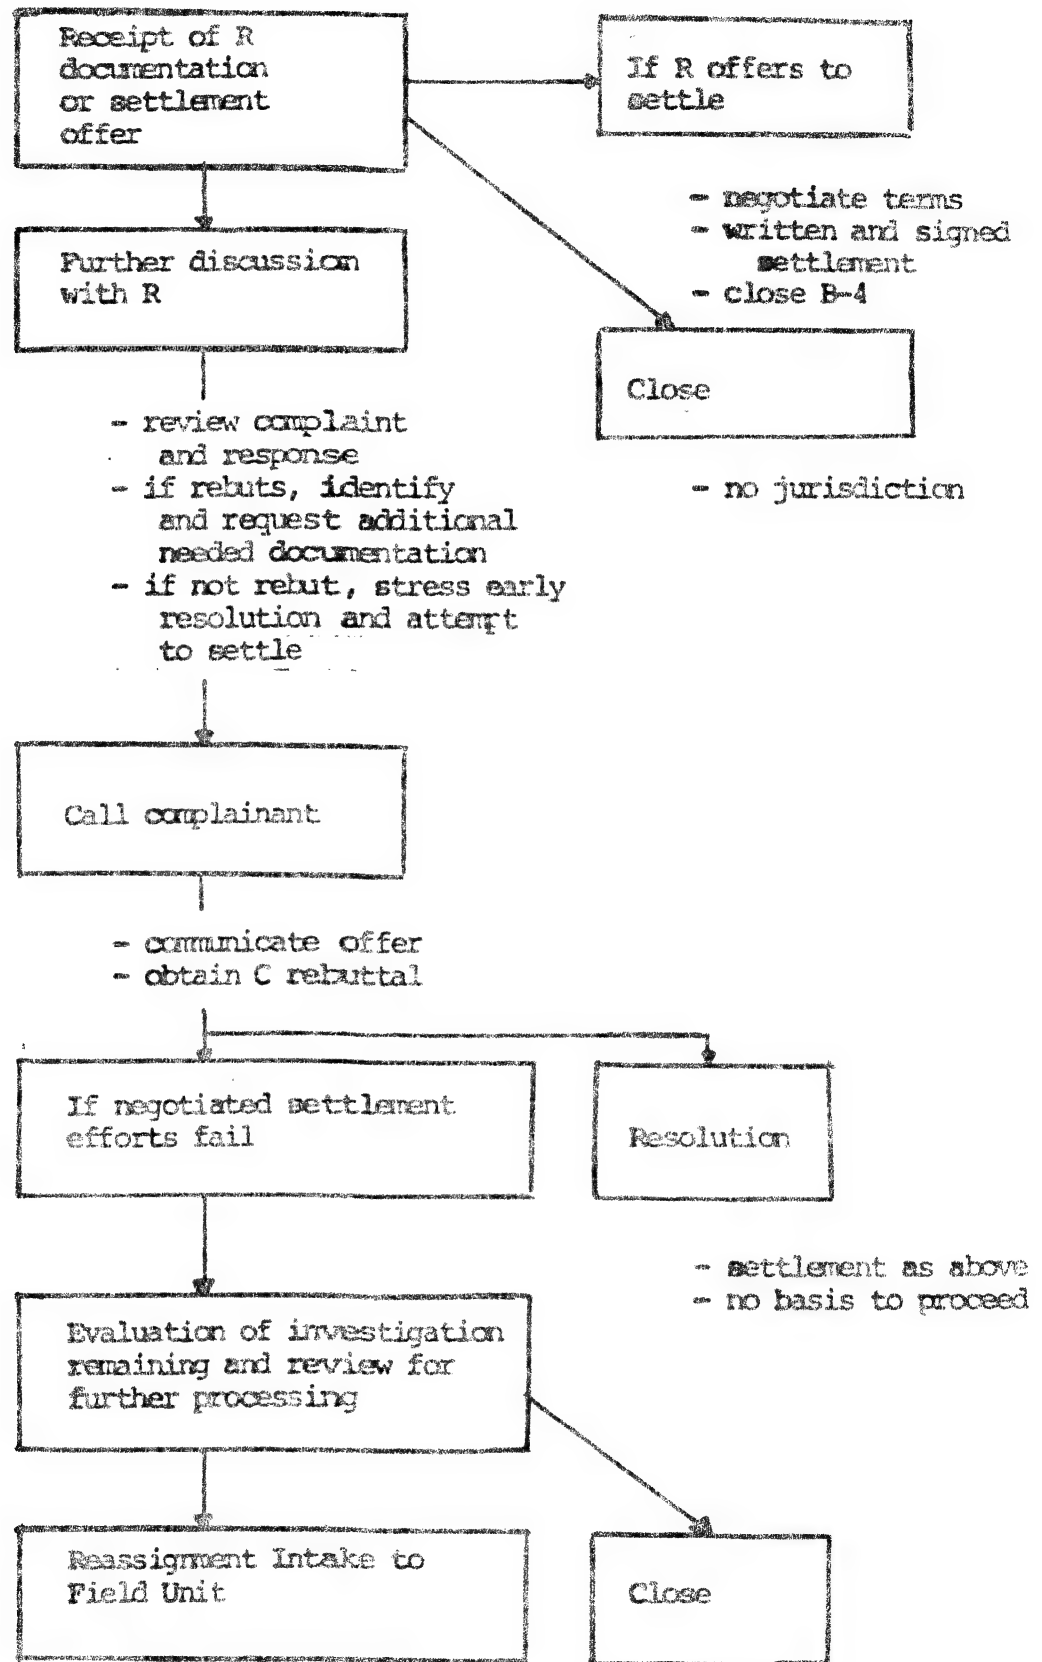 Receipt of R
documentation
or settlement
offer
If R offers to
settle
- negotiate terms
- written and signed
settlement
- close B-4
Further discussion
with R
Close
- no jurisdiction
- review complaint
and response
- if rebuts, identify
and request additional
needed documentation
- if not rebut, stress early
resolution and attempt
to settle
Call complainant
- communicate offer
- obtain C rebuttal
If negotiated settlement
efforts fail
Resolution
- settlement as above
- no basis to proceed
Evaluation of investigation
remaining and review for
further processing
Reassignment Intake to
Field Unit
Close